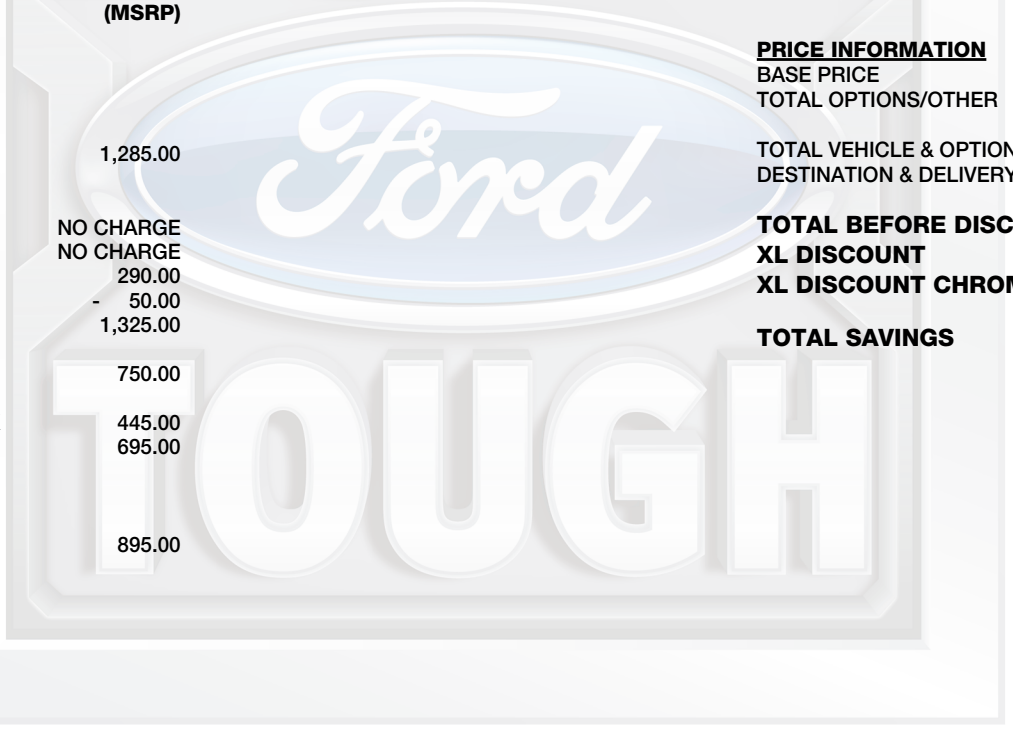 (MSRP)
1,285.00
NO CHARGE
NO CHARGE
290.00
- 50.00
1,325.00
750.00
445.00
695.00
895.00
Ford
TOUGH
PRICE INFORMATION
BASE PRICE
TOTAL OPTIONS/OTHER
TOTAL VEHICLE & OPTION
DESTINATION & DELIVERY
TOTAL BEFORE DISC
XL DISCOUNT
XL DISCOUNT CHROM
TOTAL SAVINGS